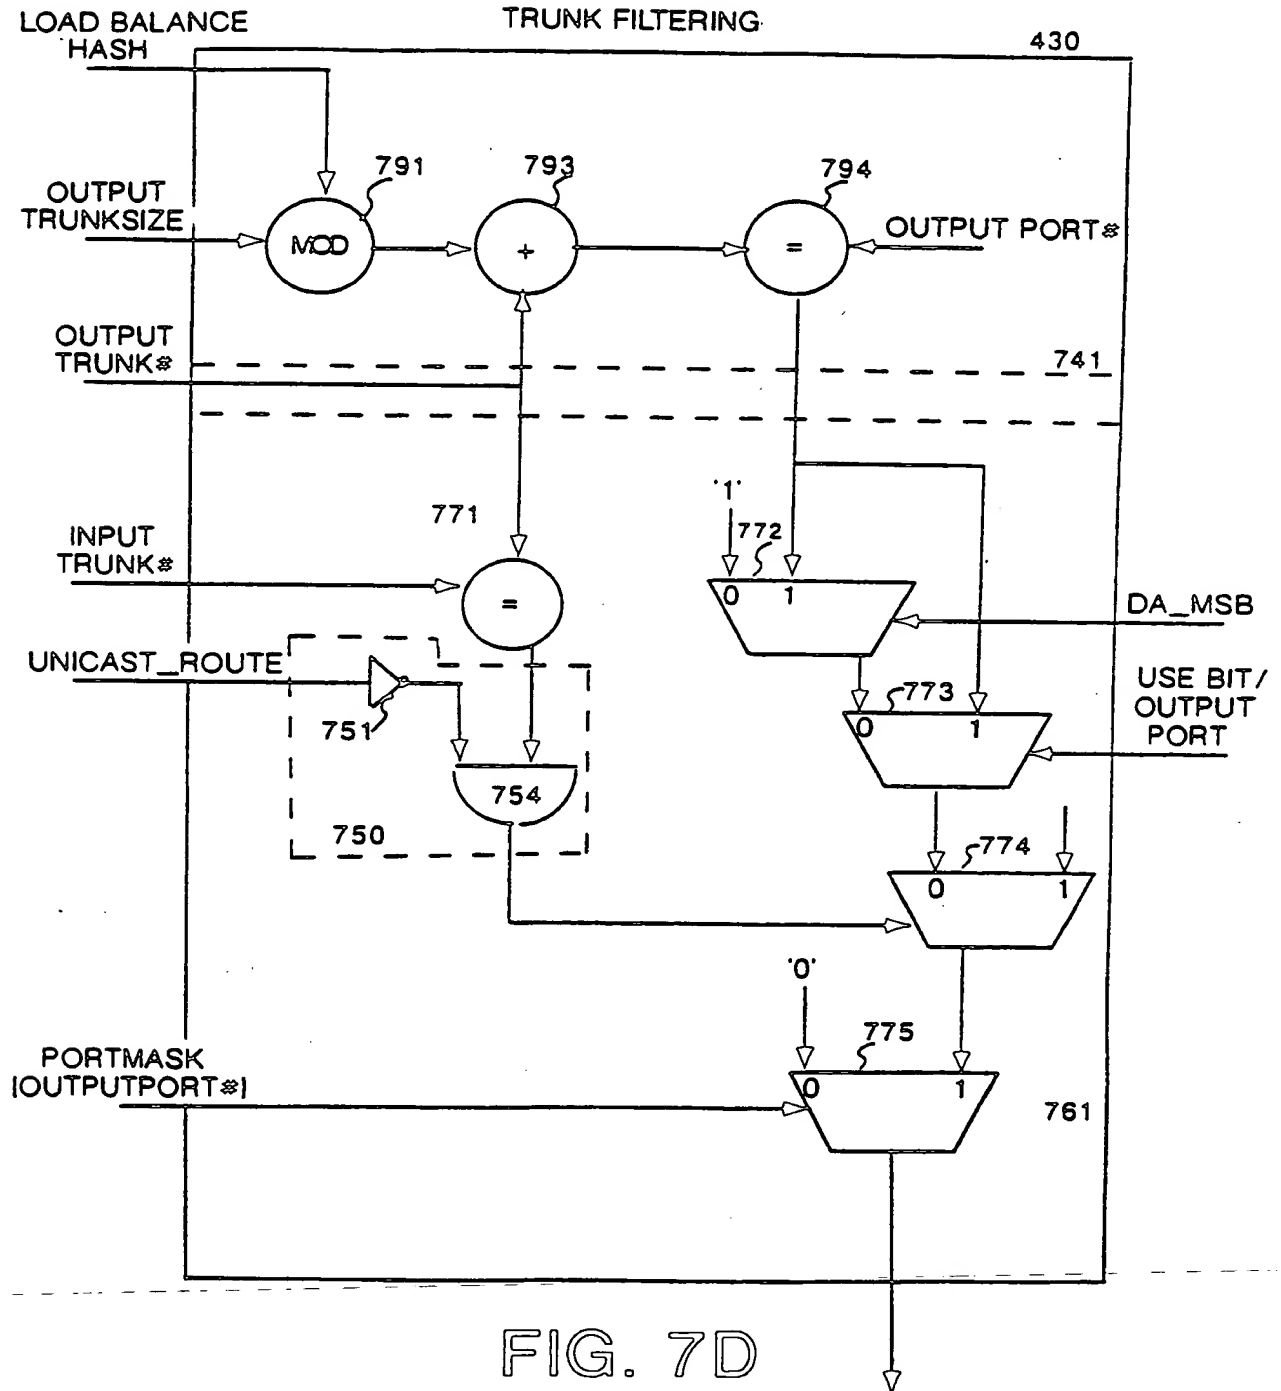 LOAD BALANCE
HASH
TRUNK FILTERING
430
791
793
794
OUTPUT
TRUNKSIZE
MOD
+
=
OUTPUT PORT#
OUTPUT
TRUNK#
741
'1'
771
772
INPUT
TRUNK#
=
0 1
DA_MSB
UNICAST_ROUTE
751
773
0 1
USE BIT/
OUTPUT
PORT
754
750
774
0 1
'0'
775
PORTMASK
[OUTPUTPORT#]
0 1
761
FIG. 7D